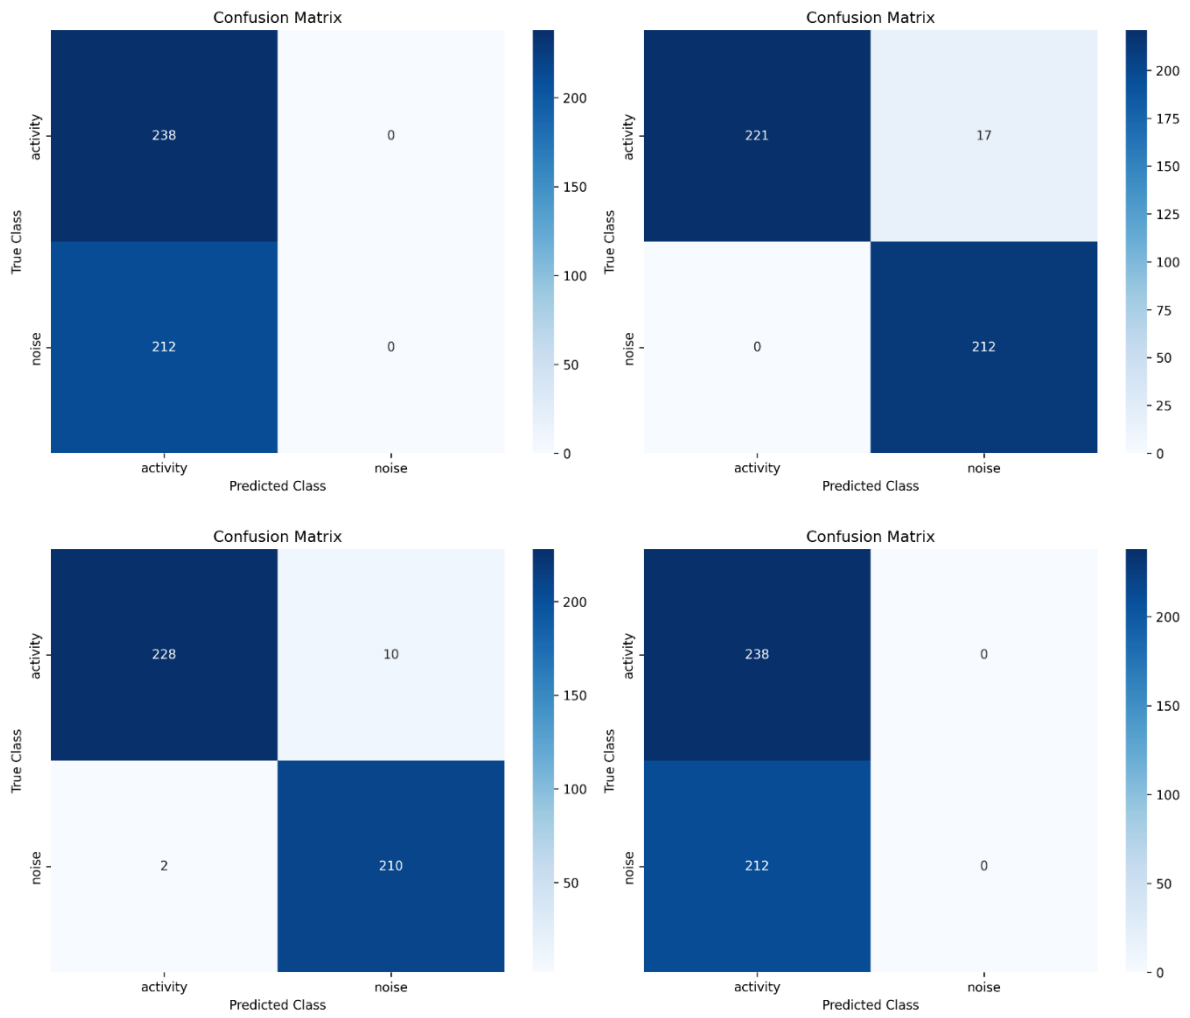 Confusion Matrix
True Class
activity
noise
238 0
212 0
activity noise
Predicted Class
200
150
100
50
0
Confusion Matrix
True Class
activity
noise
221 17
0 212
activity noise
Predicted Class
200
175
150
125
100
75
50
25
0
Confusion Matrix
True Class
activity
noise
228 10
2 210
activity noise
Predicted Class
200
150
100
50
Confusion Matrix
True Class
activity
noise
238 0
212 0
activity noise
Predicted Class
200
150
100
50
0